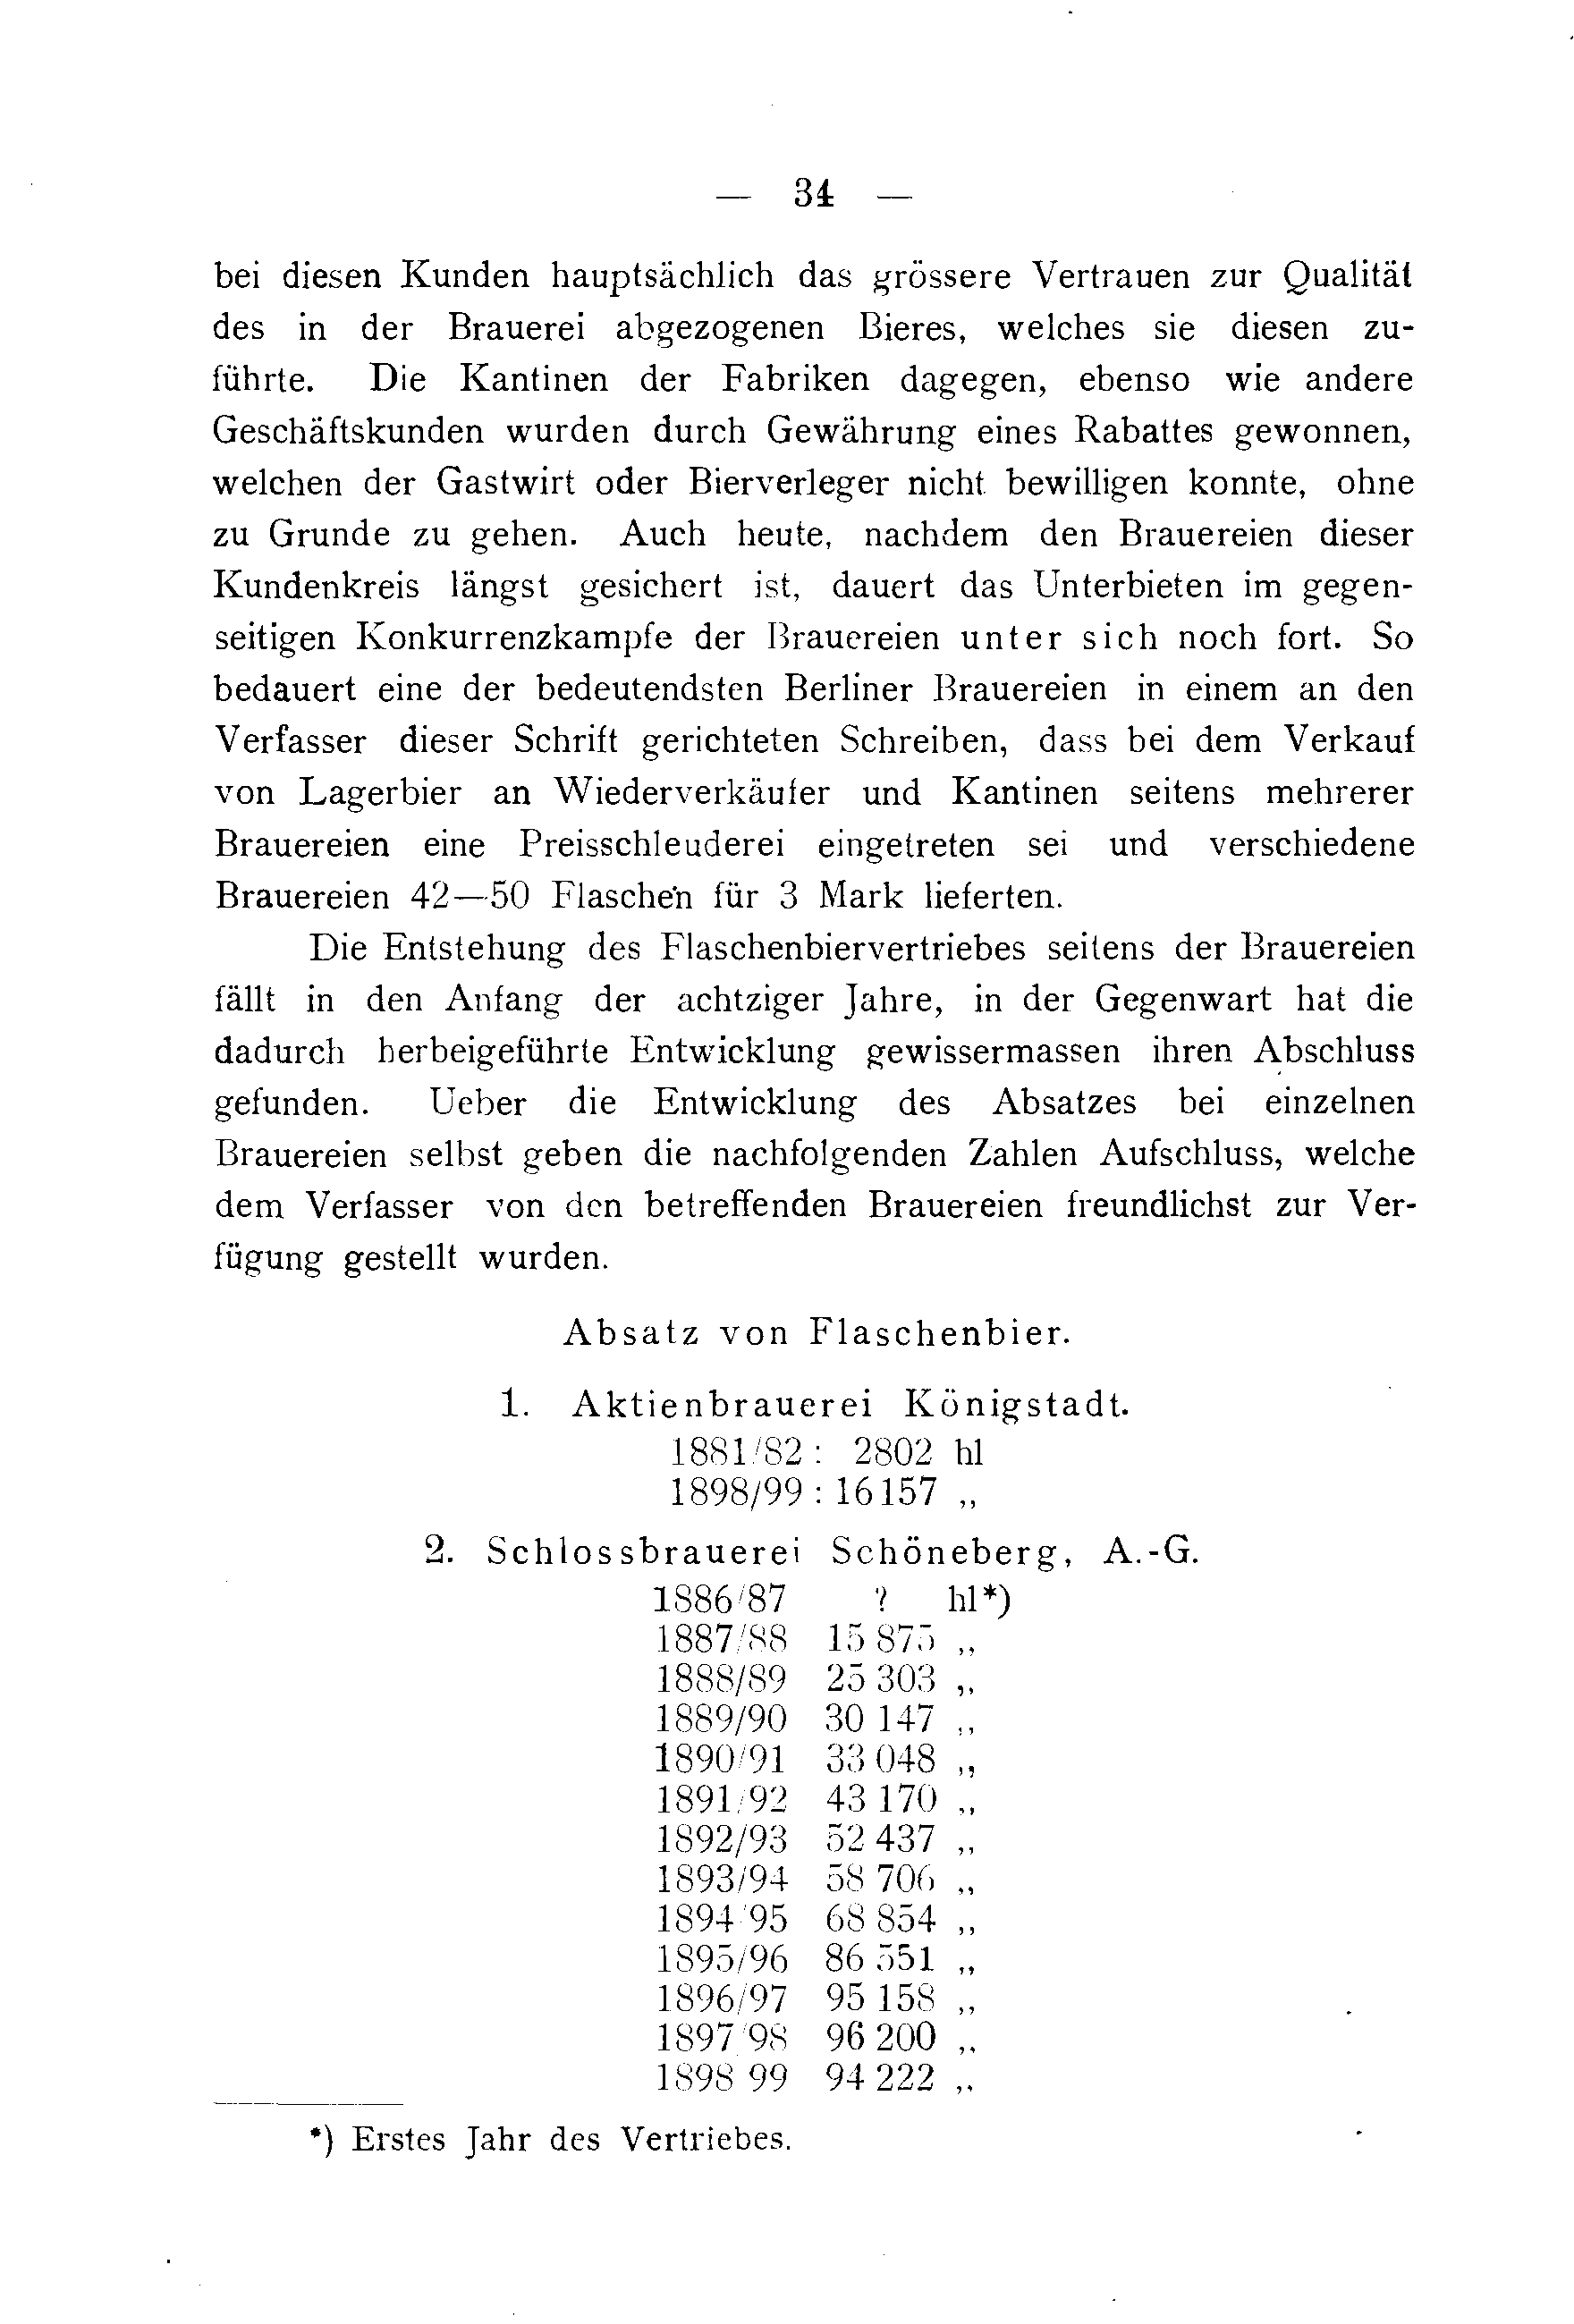 — 34 —
bei diesen Kunden hauptsächlich das grössere Vertrauen zur Qualität
des in der Brauerei abgezogenen Bieres, welches sie diesen zu-
führte. Die Kantinen der Fabriken dagegen, ebenso wie andere
Geschäftskunden wurden durch Gewährung eines Rabattes gewonnen,
welchen der Gastwirt oder Bierverleger nicht bewilligen konnte, ohne
zu Grunde zu gehen. Auch heute, nachdem den Brauereien dieser
Kundenkreis längst gesichert ist, dauert das Unterbieten im gegen-
seitigen Konkurrenzkampfe der Brauereien unter sich noch fort. So
bedauert eine der bedeutendsten Berliner Brauereien in einem an den
Verfasser dieser Schrift gerichteten Schreiben, dass bei dem Verkauf
von Lagerbier an Wiederverkäufer und Kantinen seitens mehrerer
Brauereien eine Preisschleuderei eingetreten sei und verschiedene
Brauereien 42—50 Flaschen für 3 Mark lieferten.
Die Entstehung des Flaschenbiervertriebes seitens der Brauereien
fällt in den Anfang der achtziger Jahre, in der Gegenwart hat die
dadurch herbeigeführte Entwicklung gewissermassen ihren Abschluss
gefunden. Ueber die Entwicklung des Absatzes bei einzelnen
Brauereien selbst geben die nachfolgenden Zahlen Aufschluss, welche
dem Verfasser von den betreffenden Brauereien freundlichst zur Ver-
fügung gestellt wurden.
Absatz von Flaschenbier.
1. Aktienbrauerei Königstadt.
1881/82 : 2802 hl
1898/99 : 16157 „
2. Schlossbrauerei Schöneberg, A.-G.
1886/87 ? hl*)
1887/88 15 875 „
1888/89 25 303 „
1889/90 30 147 „
1890/91 33 048 „
1891/92 43 170 „
1892/93 52 437 „
1893/94 58 706 „
1894/95 68 854 „
1895/96 86 551 „
1896/97 95 158 „
1897/98 96 200 „
1898/99 94 222 „
*) Erstes Jahr des Vertriebes.